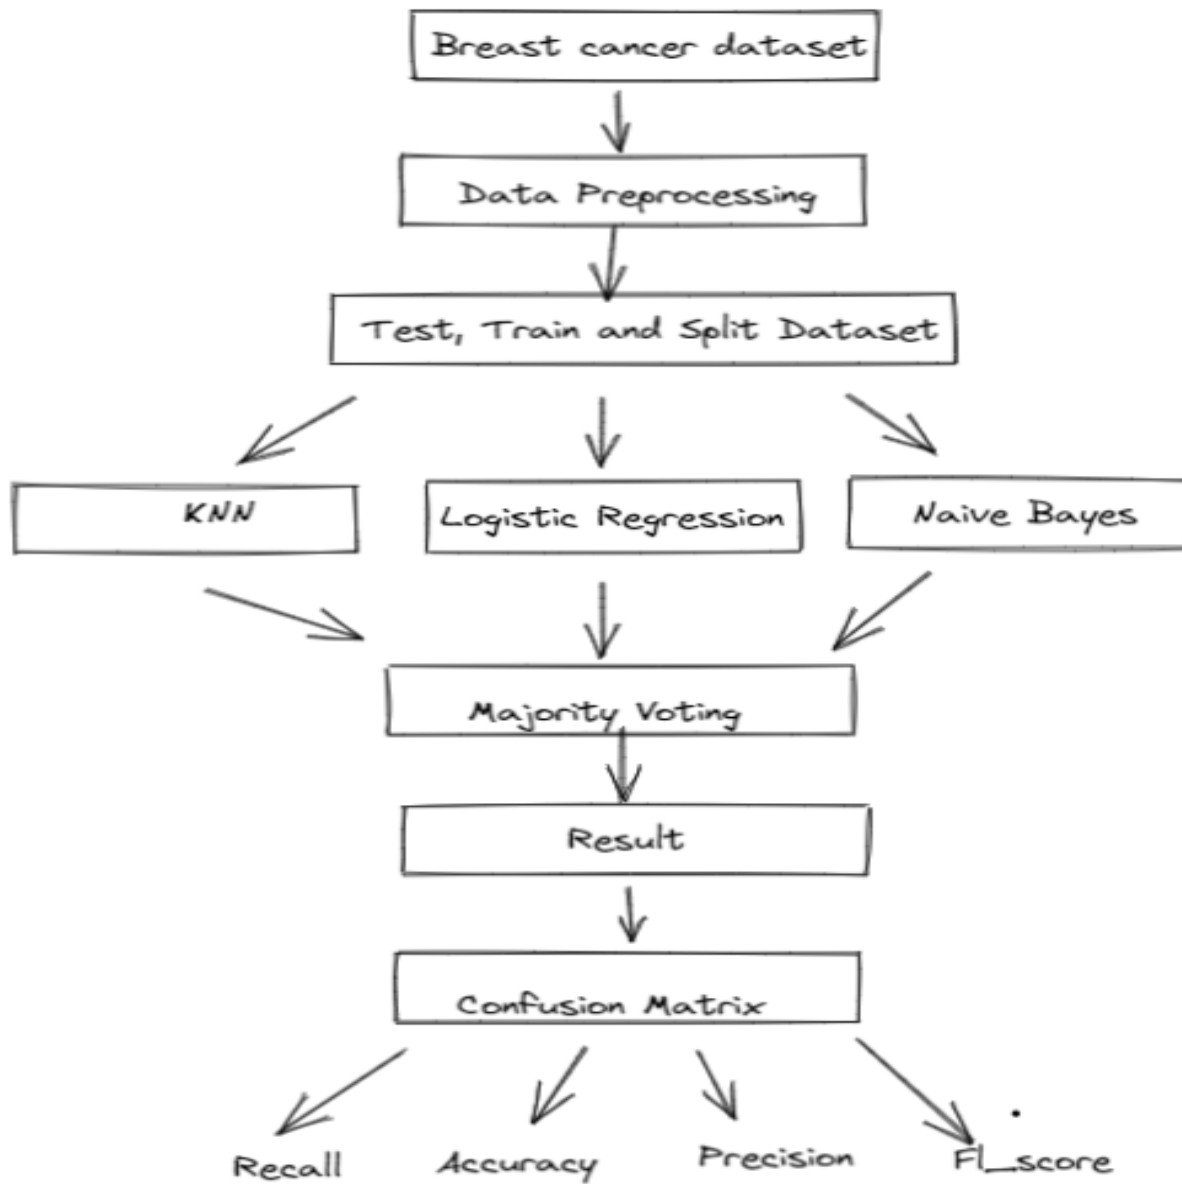 Breast cancer dataset
Data Preprocessing
Test, Train and Split Dataset
KNN
Logistic Regression
Naive Bayes
Majority Voting
Result
Confusion Matrix
Recall
Accuracy
Precision
F1_score